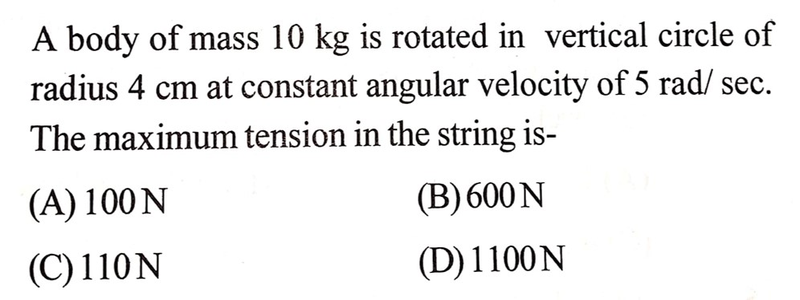 A body of mass 10 kg is rotated in vertical circle of
radius 4 cm at constant angular velocity of 5 rad/ sec.
The maximum tension in the string is-
(A) 100 N (B) 600 N
(C) 110 N (D) 1100 N